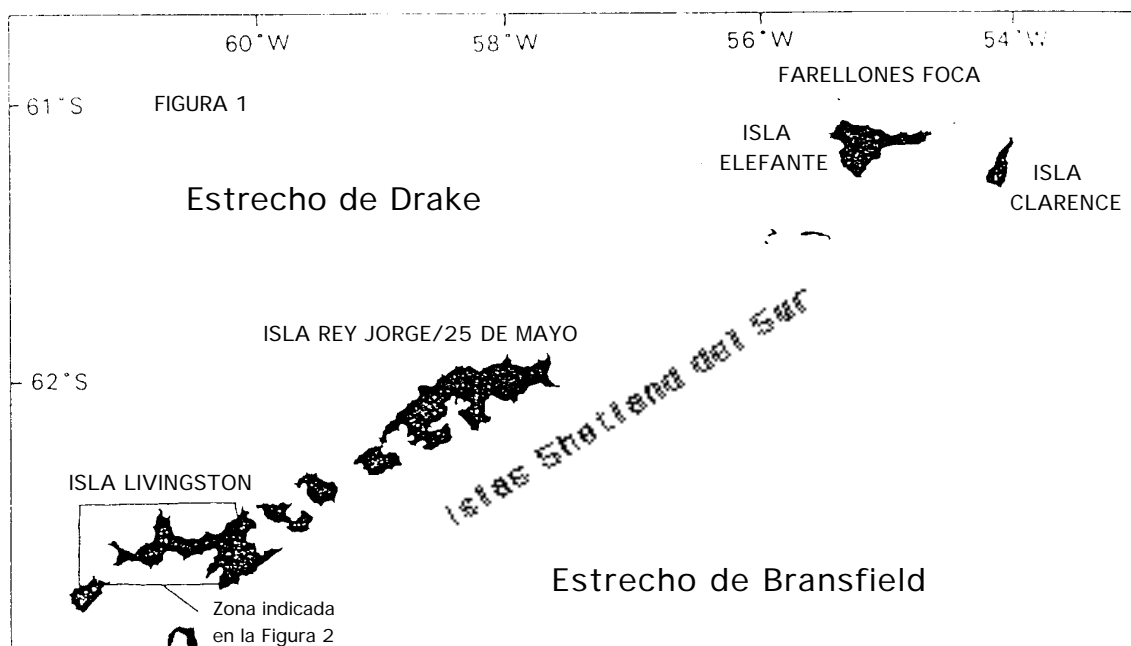 60°W 58°W 56°W 54°W
FARELLONES FOCA
61°S
FIGURA 1
ISLA
ELEFANTE
ISLA
CLARENCE
Estrecho de Drake
Islas Shetland del Sur
ISLA REY JORGE/25 DE MAYO
62°S
ISLA LIVINGSTON
Estrecho de Bransfield
Zona indicada
en la Figura 2